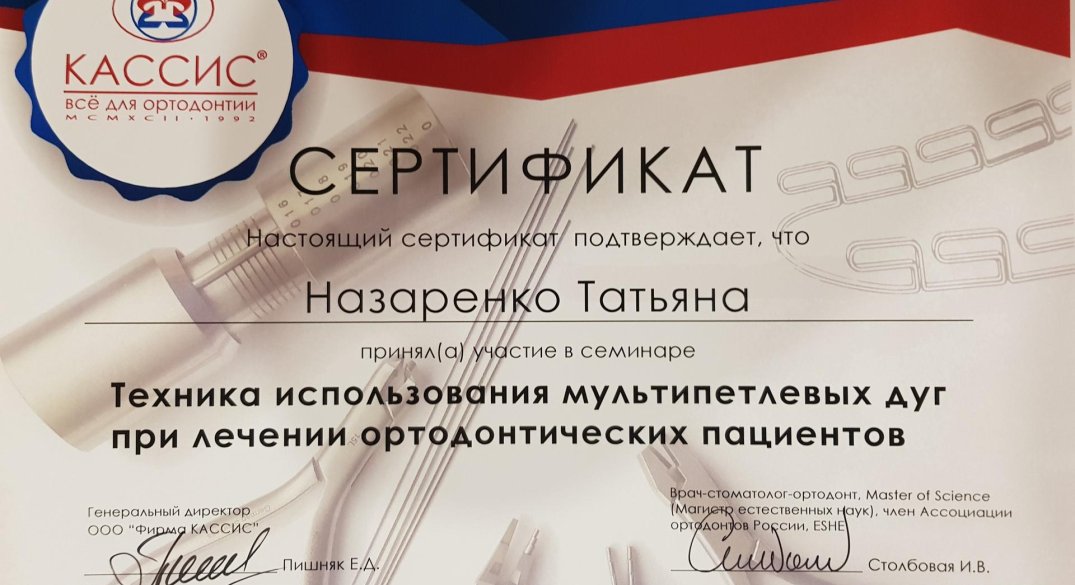 КАССИС®
ВСЁ ДЛЯ ОРТОДОНТИИ
MCMXCII · 1992
СЕРТИФИКАТ
Настоящий сертификат подтверждает, что
Назаренко Татьяна
принял(а) участие в семинаре
Техника использования мультипетлевых дуг
при лечении ортодонтических пациентов
Генеральный директор
ООО "Фирма КАССИС"
Пишняк Е.Д.
Врач-стоматолог-ортодонт, Master of Science
(Магистр естественных наук), член Ассоциации
ортодонтов России, ESHE
Столбовая И.В.